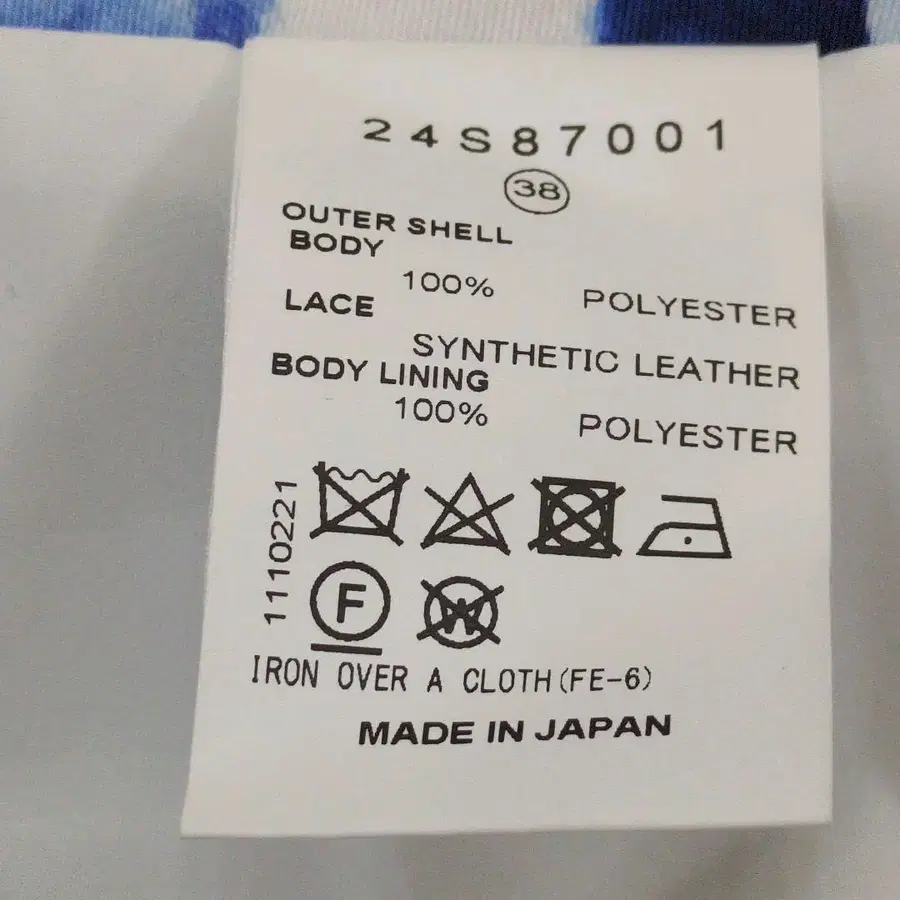 24S87001
38
OUTER SHELL
BODY
100% POLYESTER
LACE
SYNTHETIC LEATHER
BODY LINING
100% POLYESTER
110221
F
W
IRON OVER A CLOTH(FE-6)
MADE IN JAPAN